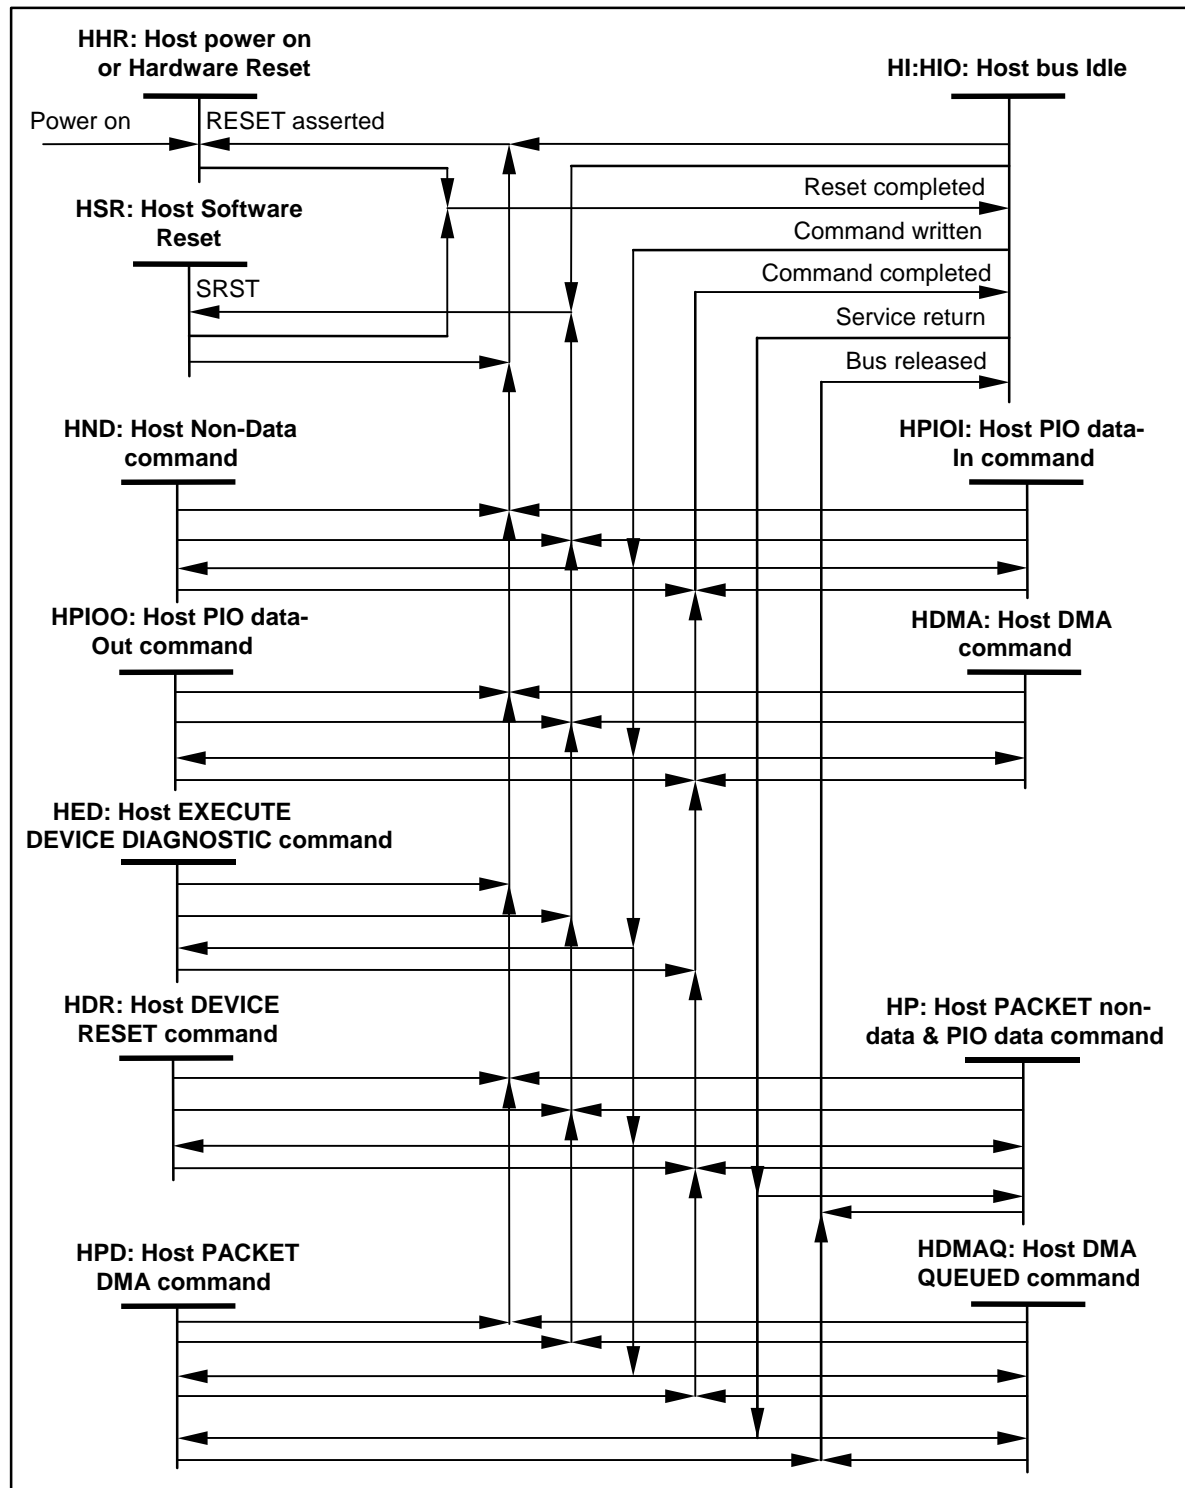 HHR: Host power on
or Hardware Reset
HI:HIO: Host bus Idle
Power on
RESET asserted
Reset completed
HSR: Host Software
Reset
Command written
Command completed
SRST
Service return
Bus released
HND: Host Non-Data
command
HPIOI: Host PIO data-
In command
HPIOO: Host PIO data-
Out command
HDMA: Host DMA
command
HED: Host EXECUTE
DEVICE DIAGNOSTIC command
HDR: Host DEVICE
RESET command
HP: Host PACKET non-
data & PIO data command
HPD: Host PACKET
DMA command
HDMAQ: Host DMA
QUEUED command